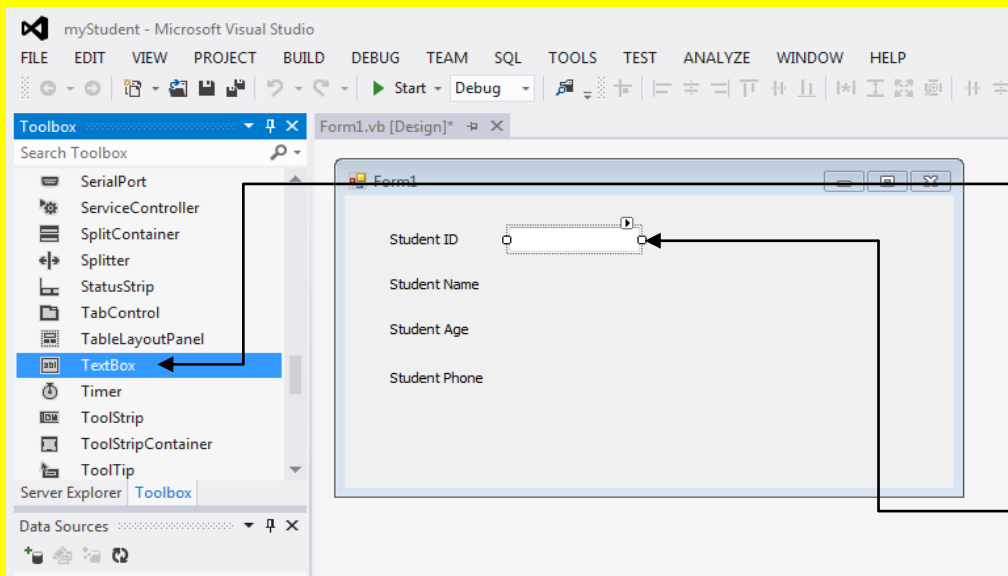 myStudent - Microsoft Visual Studio
FILE EDIT VIEW PROJECT BUILD DEBUG TEAM SQL TOOLS TEST ANALYZE WINDOW HELP
Start Debug
Toolbox
Form1.vb [Design]*
Search Toolbox
SerialPort
ServiceController
SplitContainer
Splitter
StatusStrip
TabControl
TableLayoutPanel
abl TextBox
Timer
ToolStrip
ToolStripContainer
ToolTip
Server Explorer Toolbox
Data Sources
Form1
Student ID
Student Name
Student Age
Student Phone